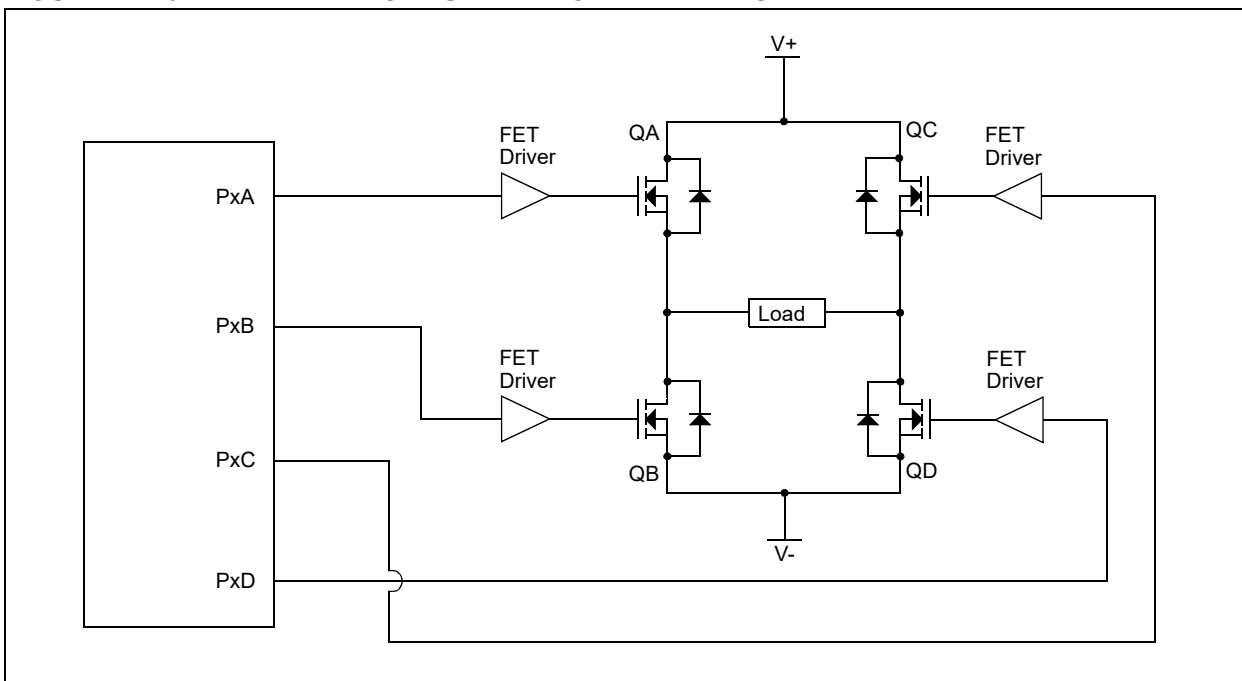 V+
QA
QC
FET
Driver
FET
Driver
PxA
Load
PxB
FET
Driver
FET
Driver
PxC
QB
QD
V-
PxD